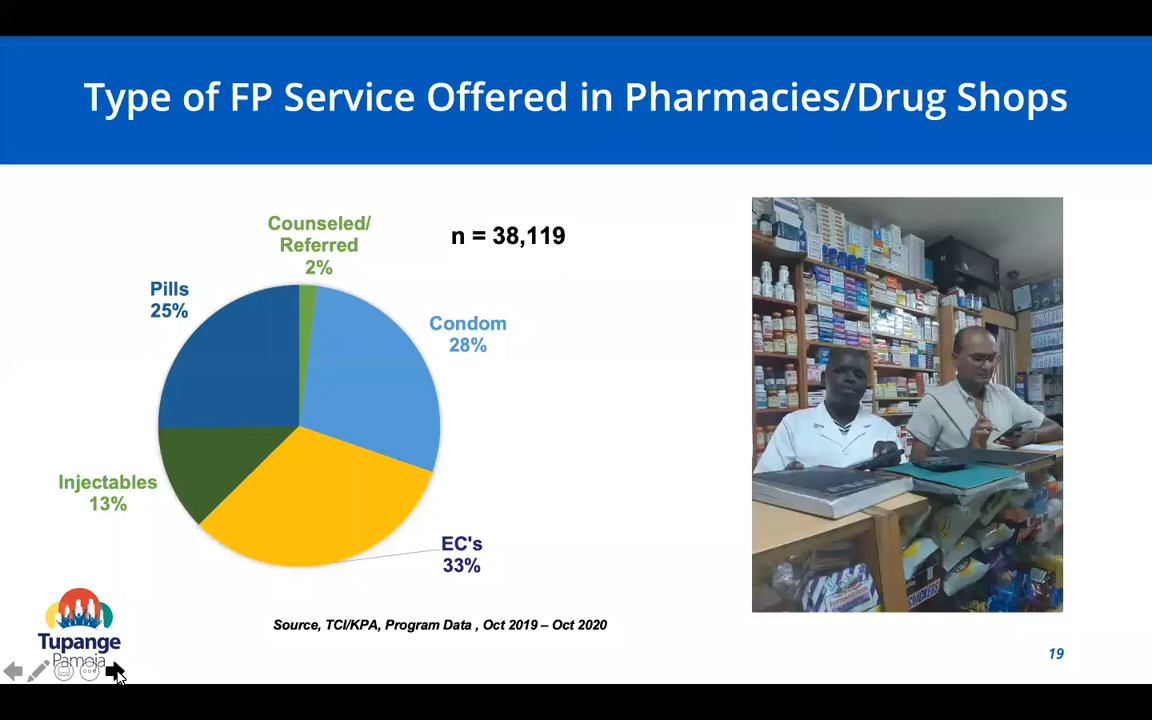 Type of FP Service Offered in Pharmacies/Drug Shops
Counseled/
Referred
2%
n = 38,119
Pills
25%
Condom
28%
Injectables
13%
EC's
33%
Source, TCI/KPA, Program Data , Oct 2019 – Oct 2020
Tupange
Pamoja
19